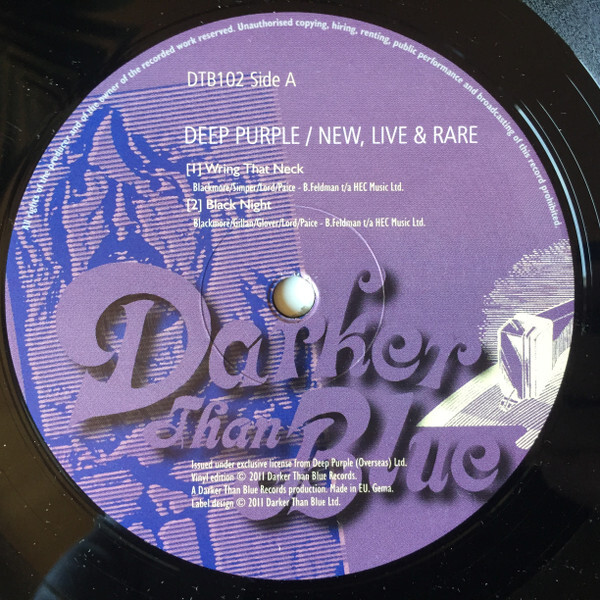 All rights of the producer and of the owner of the recorded work reserved. Unauthorised copying, hiring, renting, public performance and broadcasting of this record prohibited.
DTB102 Side A
DEEP PURPLE / NEW, LIVE & RARE
[1] Wring That Neck
Blackmore/Simper/Lord/Paice - B.Feldman t/a HEC Music Ltd.
[2] Black Night
Blackmore/Gillan/Glover/Lord/Paice - B.Feldman t/a HEC Music Ltd.
Darker
Than Blue
Issued under exclusive license from Deep Purple (Overseas) Ltd.
Vinyl edition © 2011 Darker Than Blue Records.
A Darker Than Blue Records production. Made in EU. Gema.
Label design © 2011 Darker Than Blue Ltd.